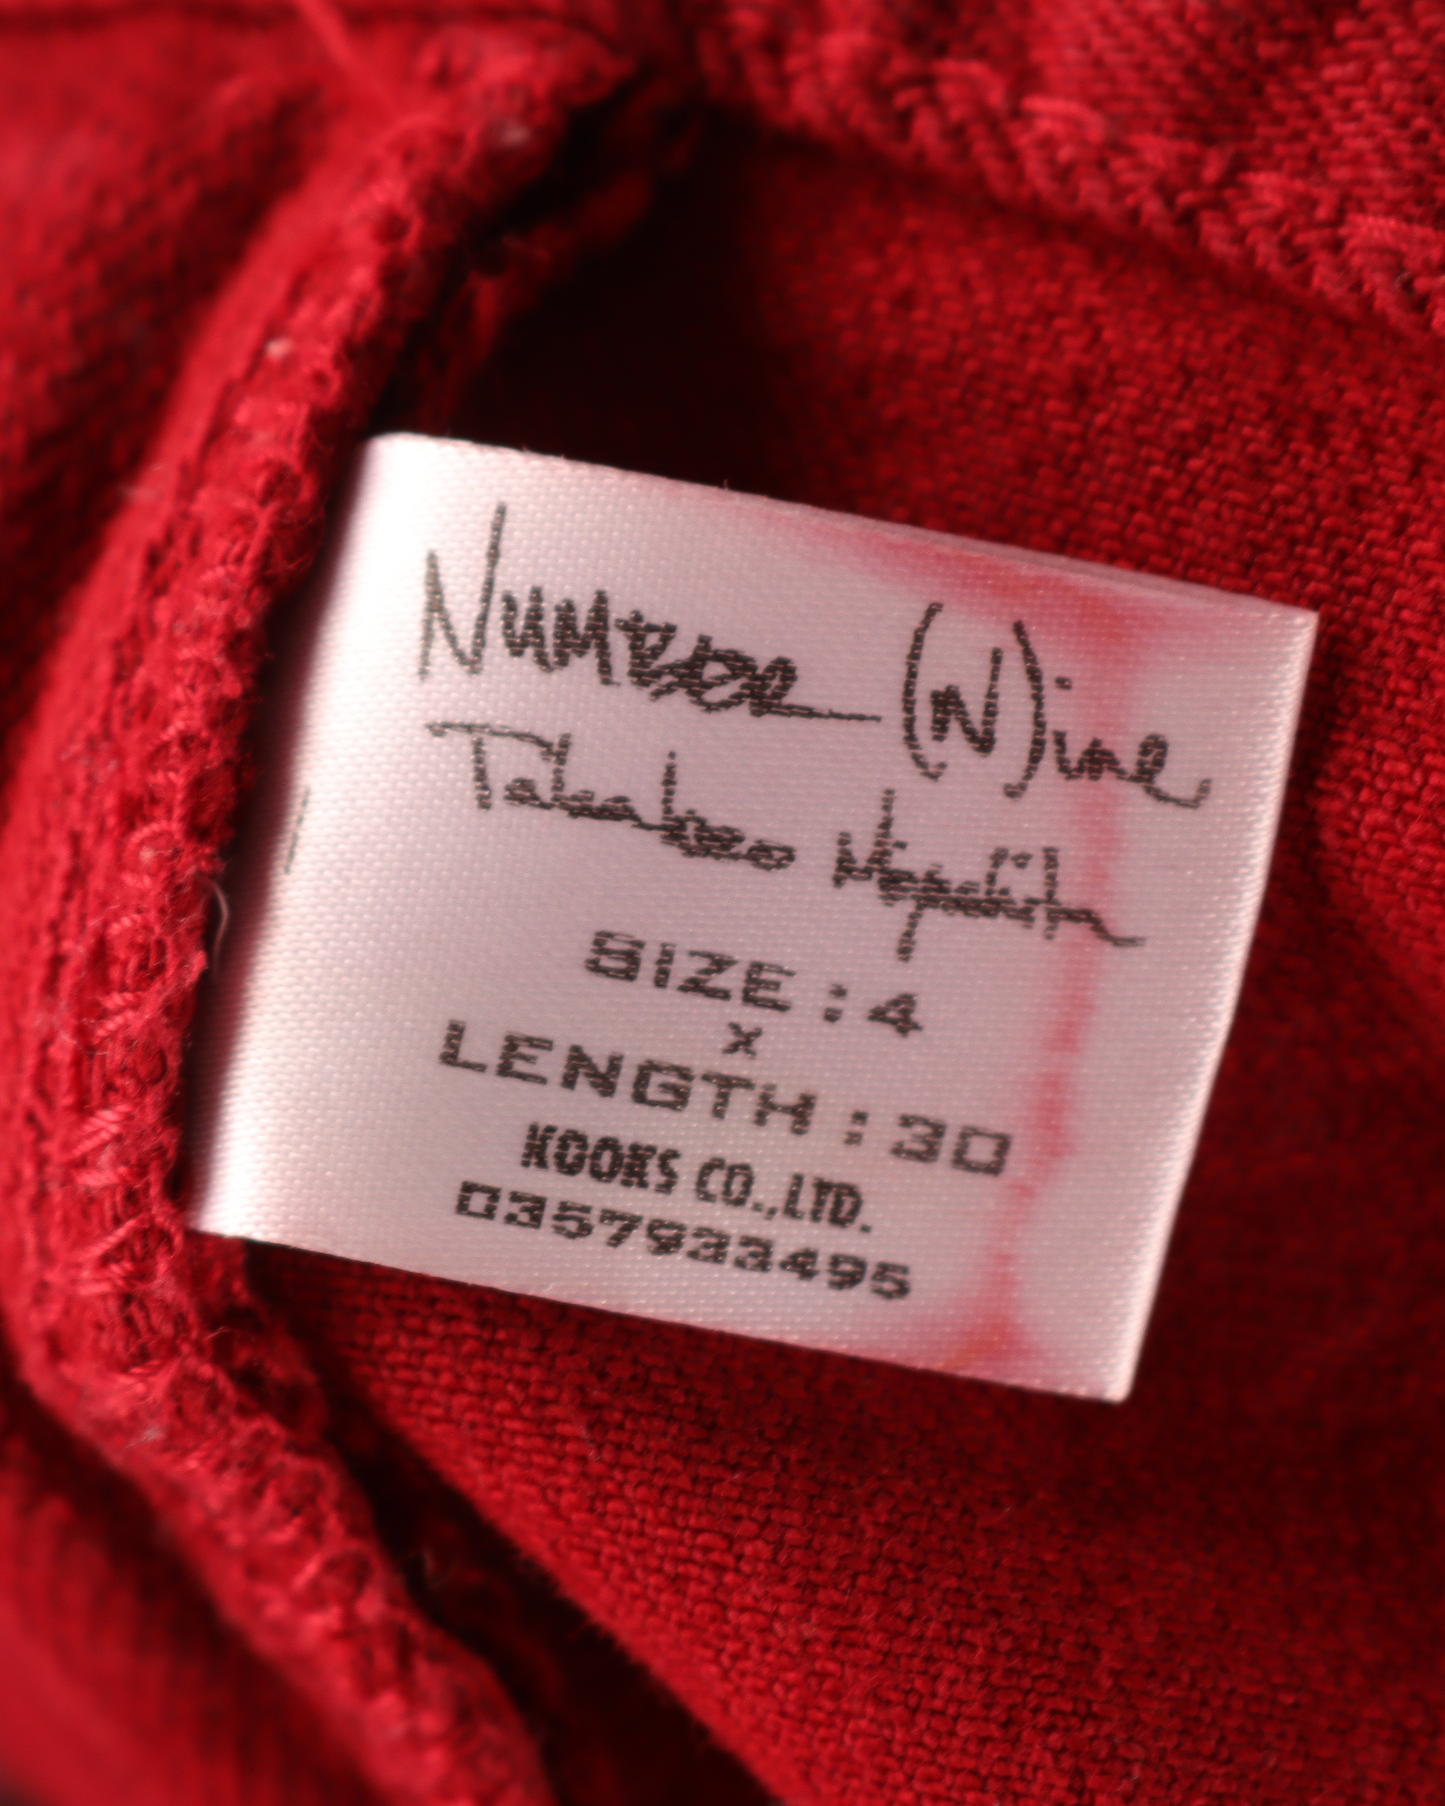 Number (N)ine
Takahiro Miyashita
SIZE : 4
x
LENGTH : 30
KOOKS CO.,LTD.
0357933495